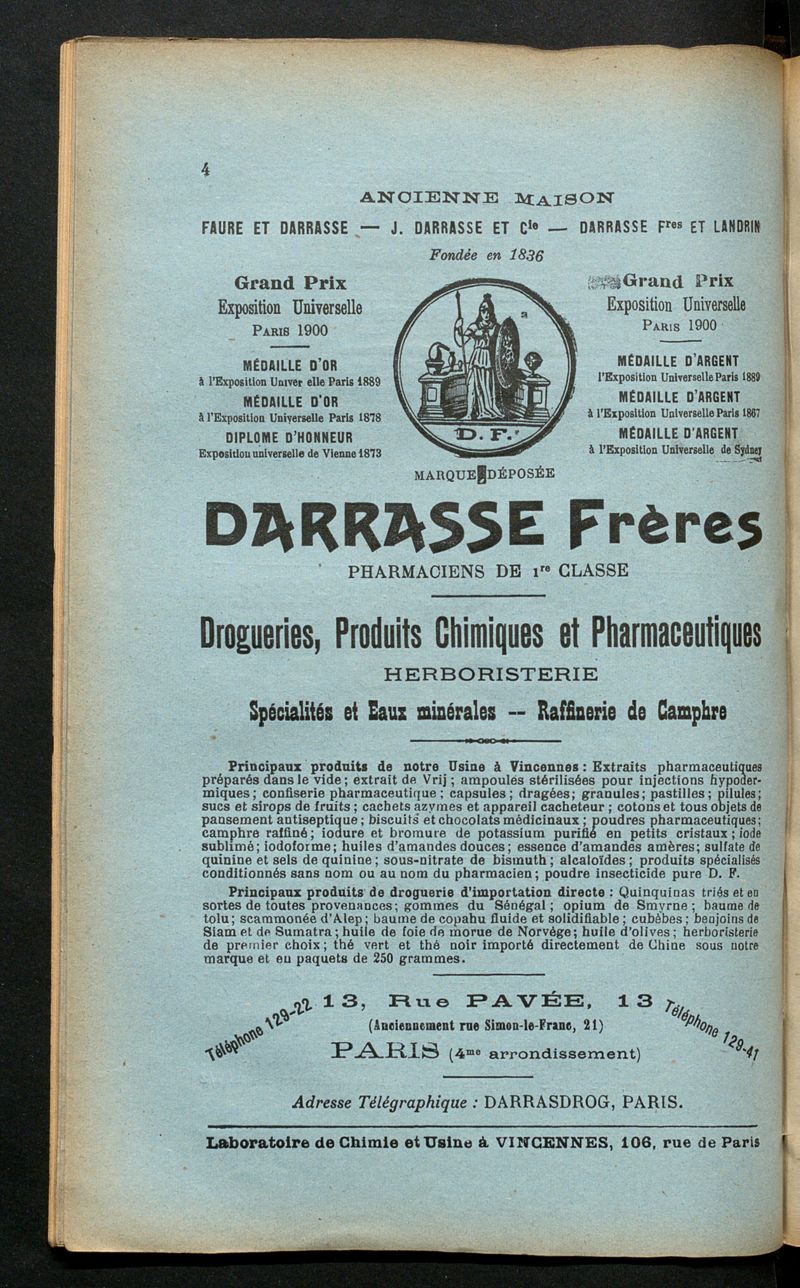 4
ANCIENNE MAISON
FAURE ET DARRASSE — J. DARRASSE ET Cie — DARRASSE Fres ET LANDRIN
Fondée en 1836
Grand Prix
Exposition Universelle
PARIS 1900
MÉDAILLE D'OR
à l'Exposition Univer elle Paris 1889
MÉDAILLE D'OR
à l'Exposition Universelle Paris 1878
DIPLOME D'HONNEUR
Exposition universelle de Vienne 1873
D. F.
MARQUE DÉPOSÉE
Grand Prix
Exposition Universelle
PARIS 1900
MÉDAILLE D'ARGENT
l'Exposition Universelle Paris 1889
MÉDAILLE D'ARGENT
à l'Exposition Universelle Paris 1867
MÉDAILLE D'ARGENT
à l'Exposition Universelle de Sydney
DARRASSE Frères
PHARMACIENS DE 1re CLASSE
Drogueries, Produits Chimiques et Pharmaceutiques
HERBORISTERIE
Spécialités et Eaux minérales — Raffinerie de Camphre
Principaux produits de notre Usine à Vincennes : Extraits pharmaceutiques
préparés dans le vide ; extrait de Vrij ; ampoules stérilisées pour injections hypoder-
miques ; confiserie pharmaceutique ; capsules ; dragées ; granules ; pastilles ; pilules ;
sucs et sirops de fruits ; cachets azymes et appareil cacheteur ; cotons et tous objets de
pansement antiseptique ; biscuits et chocolats médicinaux ; poudres pharmaceutiques ;
camphre raffiné ; iodure et bromure de potassium purifié en petits cristaux ; iode
sublimé ; iodoforme ; huiles d'amandes douces ; essence d'amandes amères ; sulfate de
quinine et sels de quinine ; sous-nitrate de bismuth ; alcaloïdes ; produits spécialisés
conditionnés sans nom ou au nom du pharmacien ; poudre insecticide pure D. F.
Principaux produits de droguerie d'importation directe : Quinquinas triés et en
sortes de toutes provenances ; gommes du Sénégal ; opium de Smyrne ; baume de
tolu ; scammonée d'Alep ; baume de copahu fluide et solidifiable ; cubèbes ; benjoins de
Siam et de Sumatra ; huile de foie de morue de Norvége ; huile d'olives ; herboristerie
de premier choix ; thé vert et thé noir importé directement de Chine sous notre
marque et en paquets de 250 grammes.
Téléphone 129-22
13, Rue PAVÉE, 13
(Anciennement rue Simon-le-Franc, 21)
PARIS (4me arrondissement)
Téléphone 129-41
Adresse Télégraphique : DARRASDROG, PARIS.
Laboratoire de Chimie et Usine à VINCENNES, 106, rue de Paris